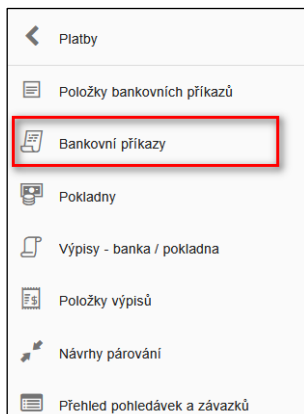 Platby
Položky bankovních příkazů
Bankovní příkazy
Pokladny
Výpisy - banka / pokladna
Položky výpisů
Návrhy párování
Přehled pohledávek a závazků